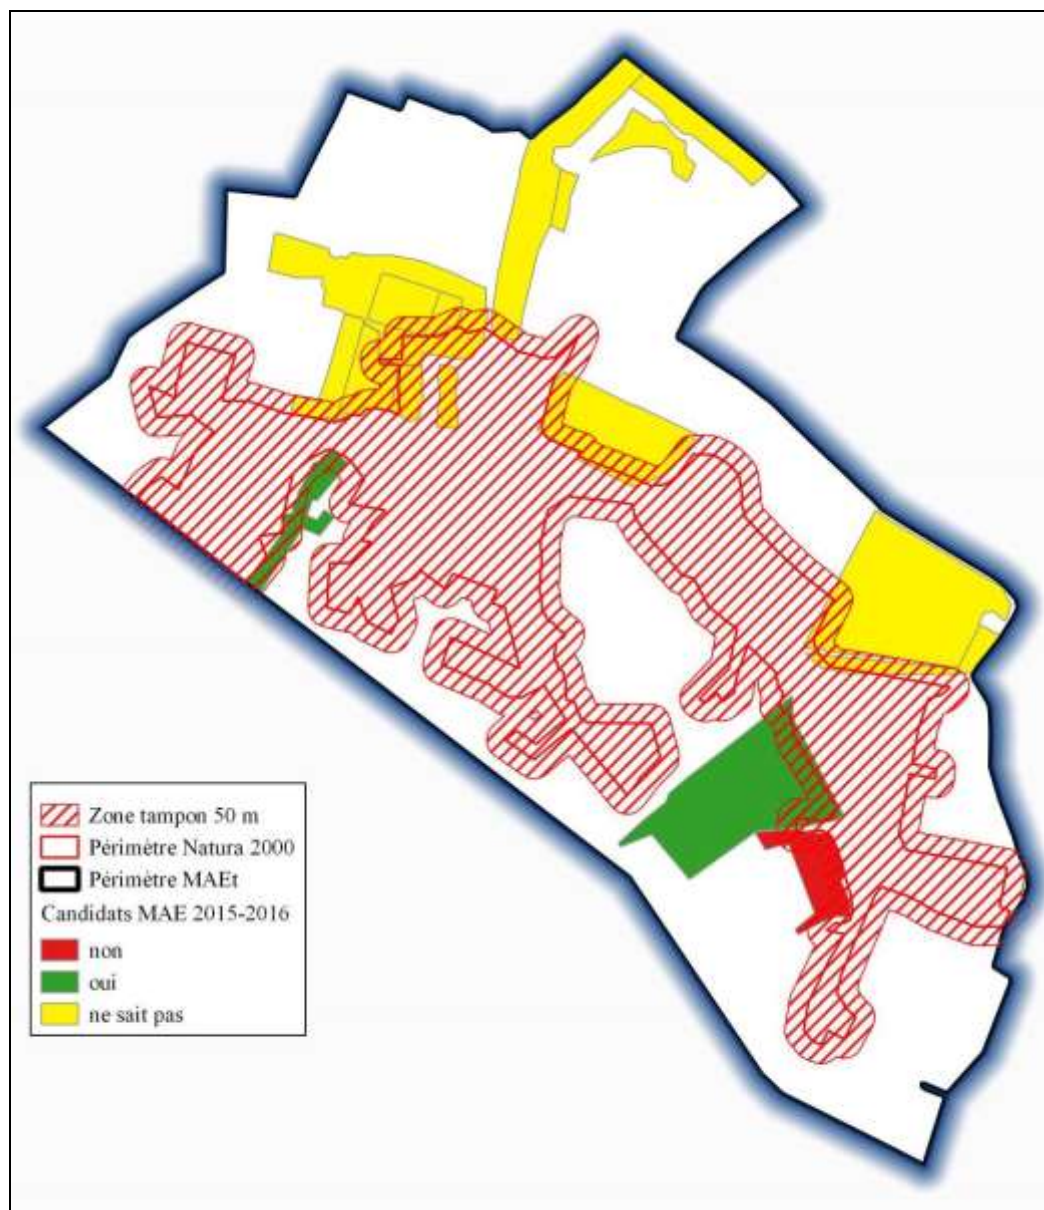 Zone tampon 50 m
Périmètre Natura 2000
Périmètre MAEt
Candidats MAE 2015-2016
non
oui
ne sait pas